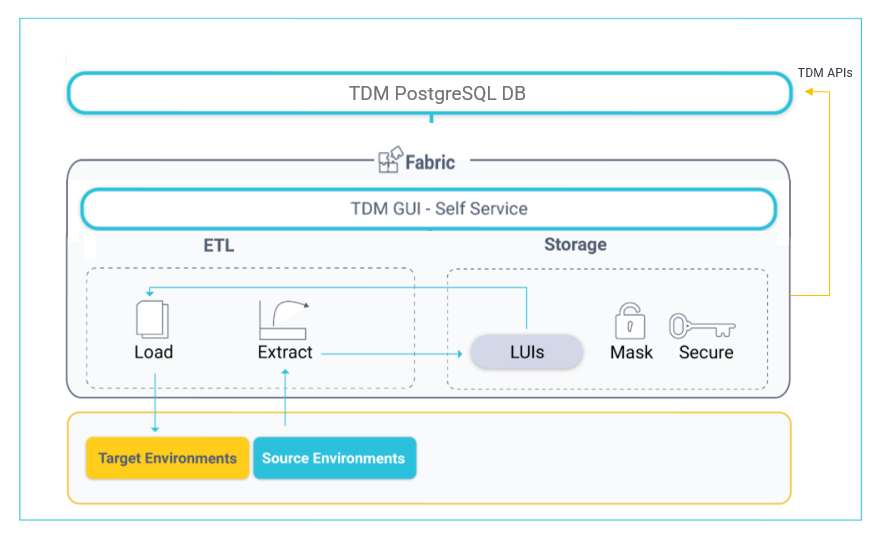 TDM APIs
TDM PostgreSQL DB
Fabric
TDM GUI - Self Service
ETL
Storage
Load
Extract
LUIs
Mask
Secure
Target Environments
Source Environments